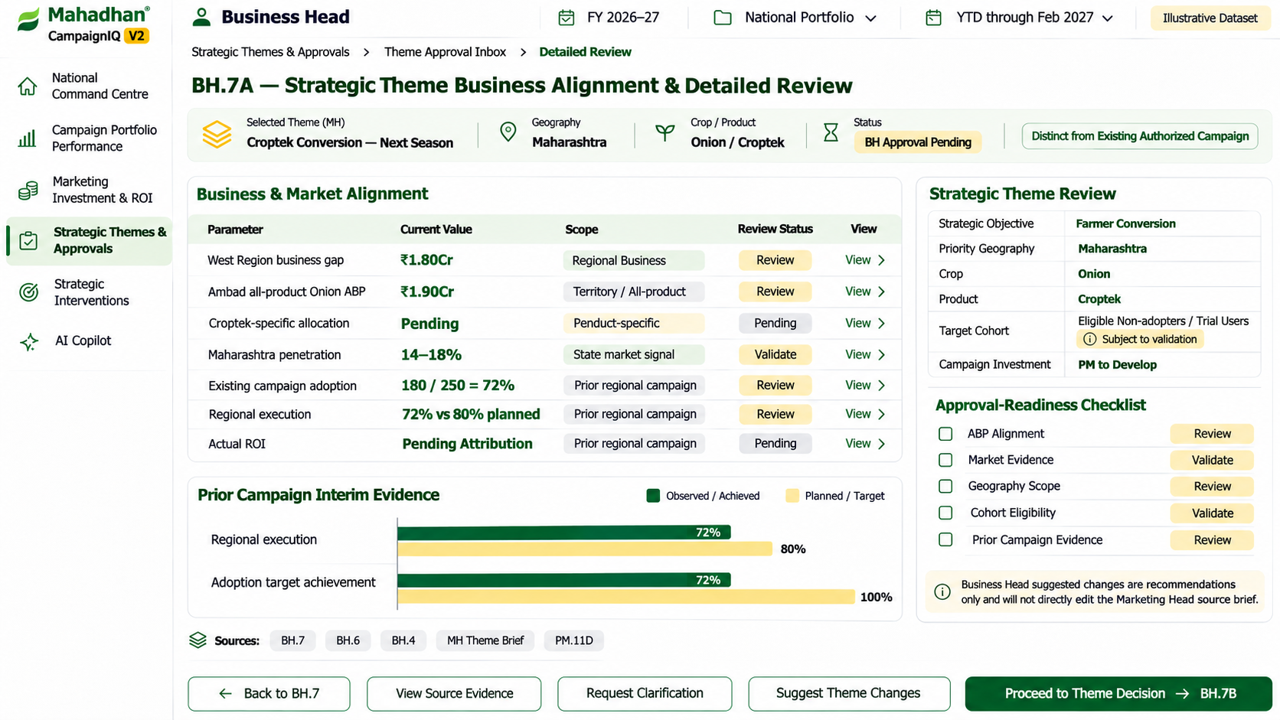 Mahadhan®
CampaignIQ V2
Business Head
FY 2026–27
National Portfolio
YTD through Feb 2027
Illustrative Dataset
National
Command Centre
Campaign Portfolio
Performance
Marketing
Investment & ROI
Strategic Themes &
Approvals
Strategic
Interventions
AI Copilot
Strategic Themes & Approvals > Theme Approval Inbox > Detailed Review
BH.7A — Strategic Theme Business Alignment & Detailed Review
Selected Theme (MH)
Croptek Conversion — Next Season
Geography
Maharashtra
Crop / Product
Onion / Croptek
Status
BH Approval Pending
Distinct from Existing Authorized Campaign
Business & Market Alignment
Parameter Current Value Scope Review Status View
West Region business gap ₹1.80Cr Regional Business Review View >
Ambad all-product Onion ABP ₹1.90Cr Territory / All-product Review View >
Croptek-specific allocation Pending Penduct-specific Pending View >
Maharashtra penetration 14–18% State market signal Validate View >
Existing campaign adoption 180 / 250 = 72% Prior regional campaign Review View >
Regional execution 72% vs 80% planned Prior regional campaign Review View >
Actual ROI Pending Attribution Prior regional campaign Pending View >
Prior Campaign Interim Evidence
Observed / Achieved
Planned / Target
Regional execution
72%
80%
Adoption target achievement
72%
100%
Sources: BH.7 BH.6 BH.4 MH Theme Brief PM.11D
Strategic Theme Review
Strategic Objective Farmer Conversion
Priority Geography Maharashtra
Crop Onion
Product Croptek
Target Cohort Eligible Non-adopters / Trial Users
Subject to validation
Campaign Investment PM to Develop
Approval-Readiness Checklist
ABP Alignment Review
Market Evidence Validate
Geography Scope Review
Cohort Eligibility Validate
Prior Campaign Evidence Review
Business Head suggested changes are recommendations
only and will not directly edit the Marketing Head source brief.
← Back to BH.7
View Source Evidence
Request Clarification
Suggest Theme Changes
Proceed to Theme Decision → BH.7B